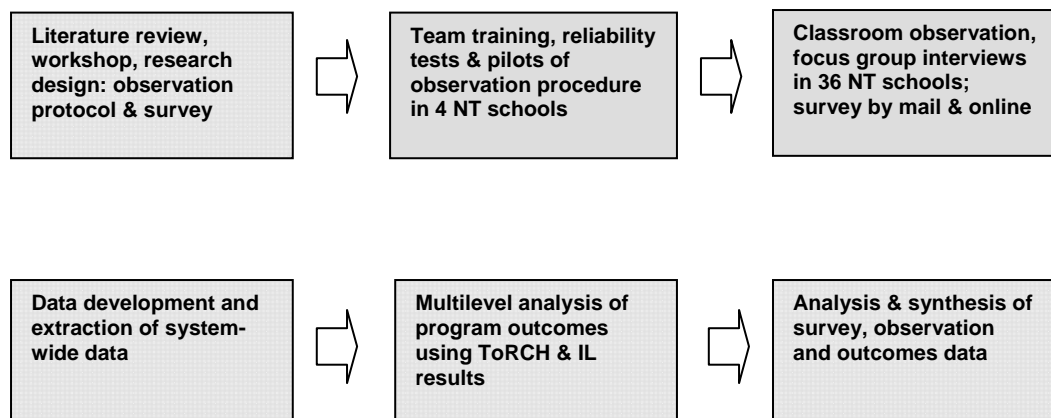 Literature review,
workshop, research
design: observation
protocol & survey
Team training, reliability
tests & pilots of
observation procedure
in 4 NT schools
Classroom observation,
focus group interviews
in 36 NT schools;
survey by mail & online
Data development and
extraction of system-
wide data
Multilevel analysis of
program outcomes
using ToRCH & IL
results
Analysis & synthesis of
survey, observation
and outcomes data